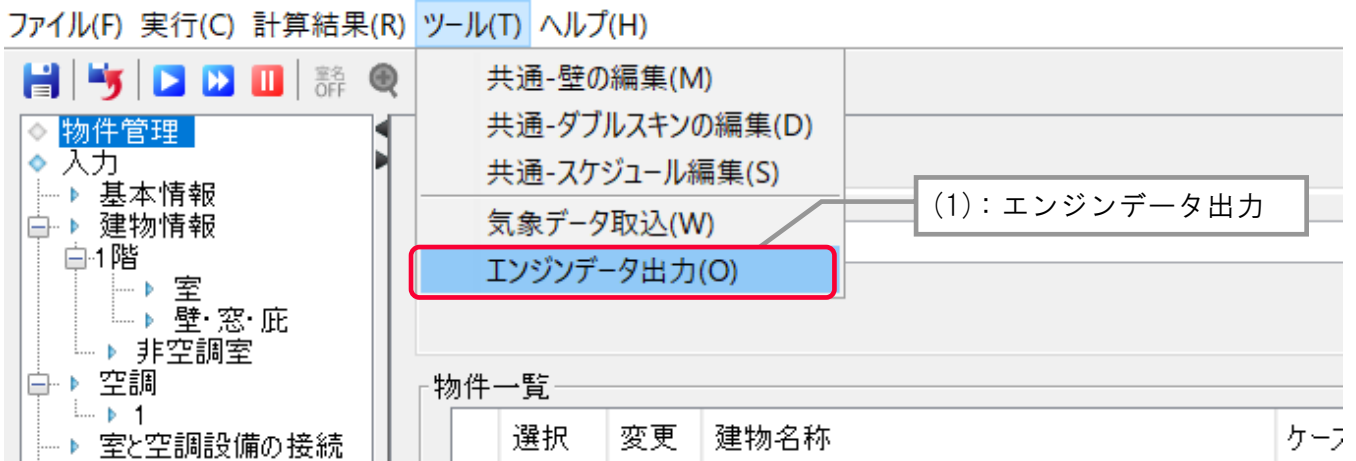 ファイル(F) 実行(C) 計算結果(R) ツール(T) ヘルプ(H)
室名
OFF
共通-壁の編集(M)
共通-ダブルスキンの編集(D)
共通-スケジュール編集(S)
気象データ取込(W)
エンジンデータ出力(O)
(1)：エンジンデータ出力
物件管理
入力
基本情報
建物情報
1階
室
壁・窓・庇
非空調室
空調
1
室と空調設備の接続
物件一覧
選択 変更 建物名称 ケース